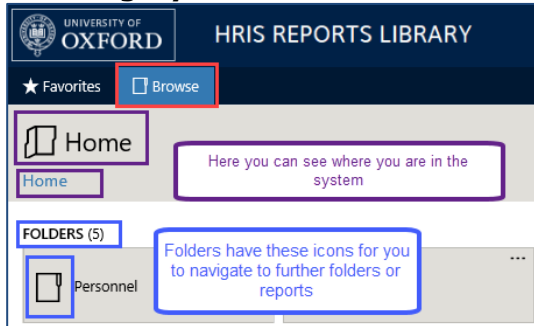 UNIVERSITY OF
OXFORD
HRIS REPORTS LIBRARY
★ Favorites
Browse
Home
Home
Here you can see where you are in the
system
FOLDERS (5)
Folders have these icons for you
to navigate to further folders or
reports
Personnel
...